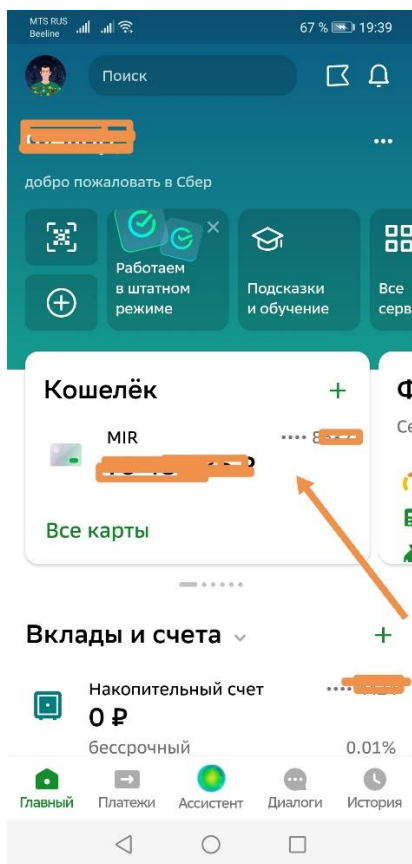 MTS RUS
Beeline
67 % 19:39
Поиск
добро пожаловать в Сбер
Работаем
в штатном
режиме
Подсказки
и обучение
Все
серв
Кошелёк +
MIR ····
Все карты
Вклады и счета +
Накопительный счет ····
0 ₽
бессрочный 0.01%
Главный Платежи Ассистент Диалоги История